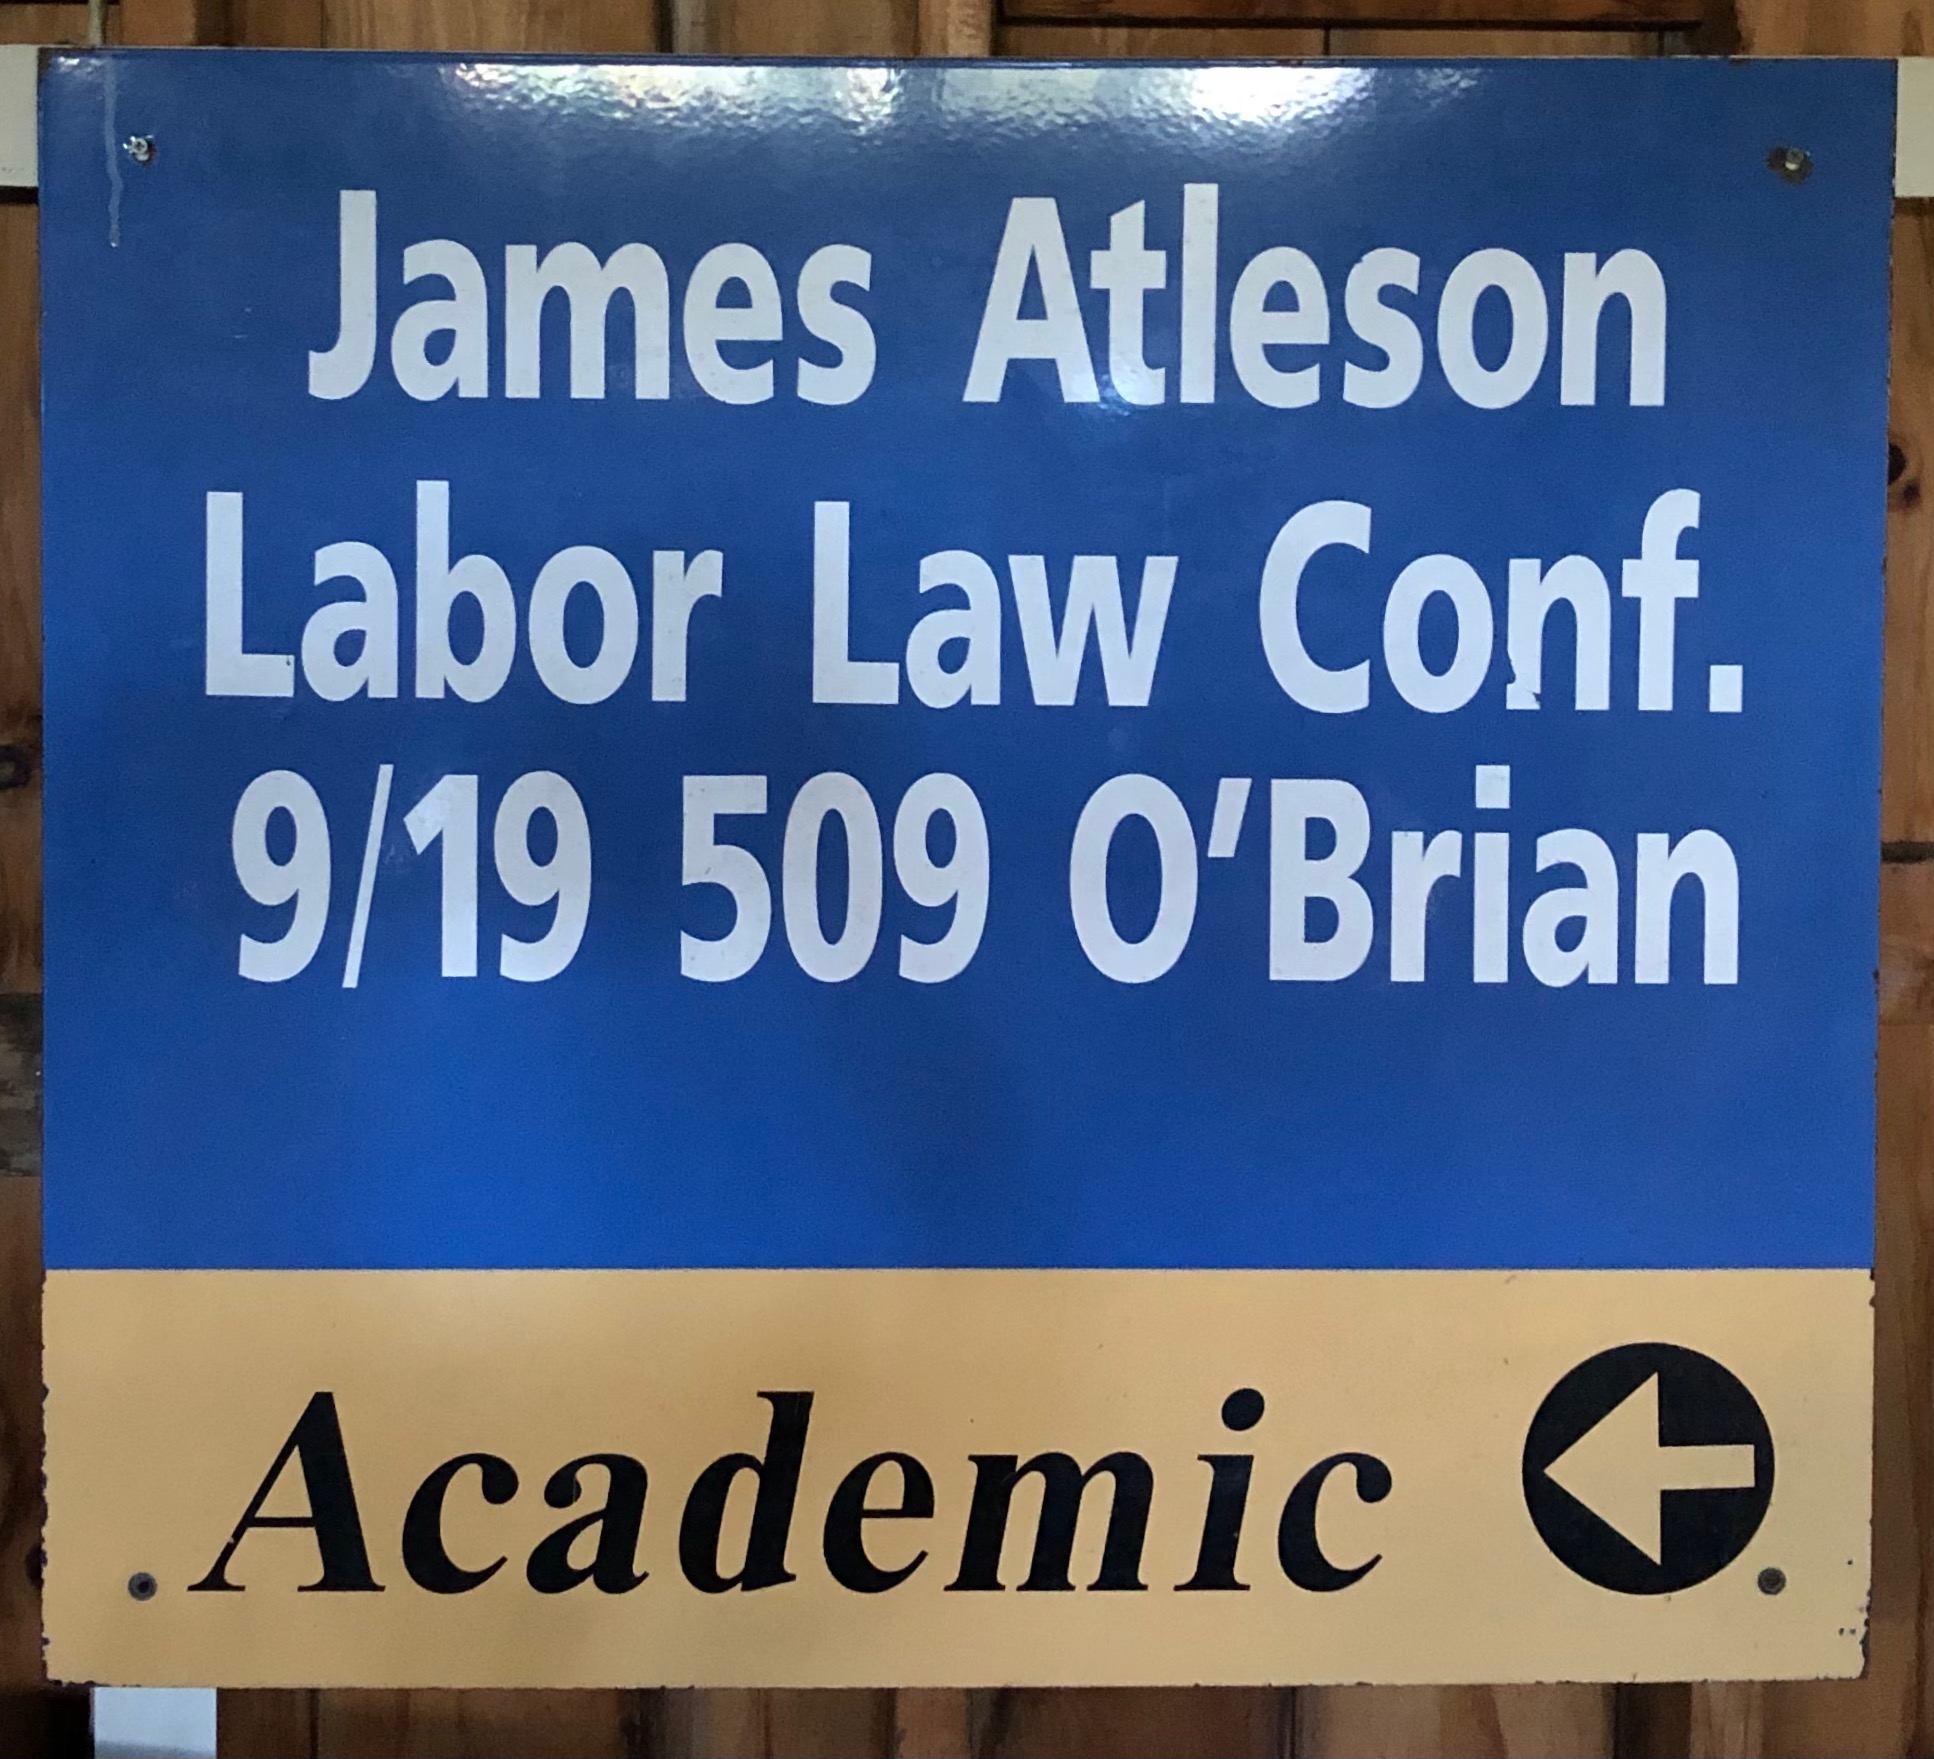 James Atleson
Labor Law Conf.
9/19 509 O'Brian
Academic